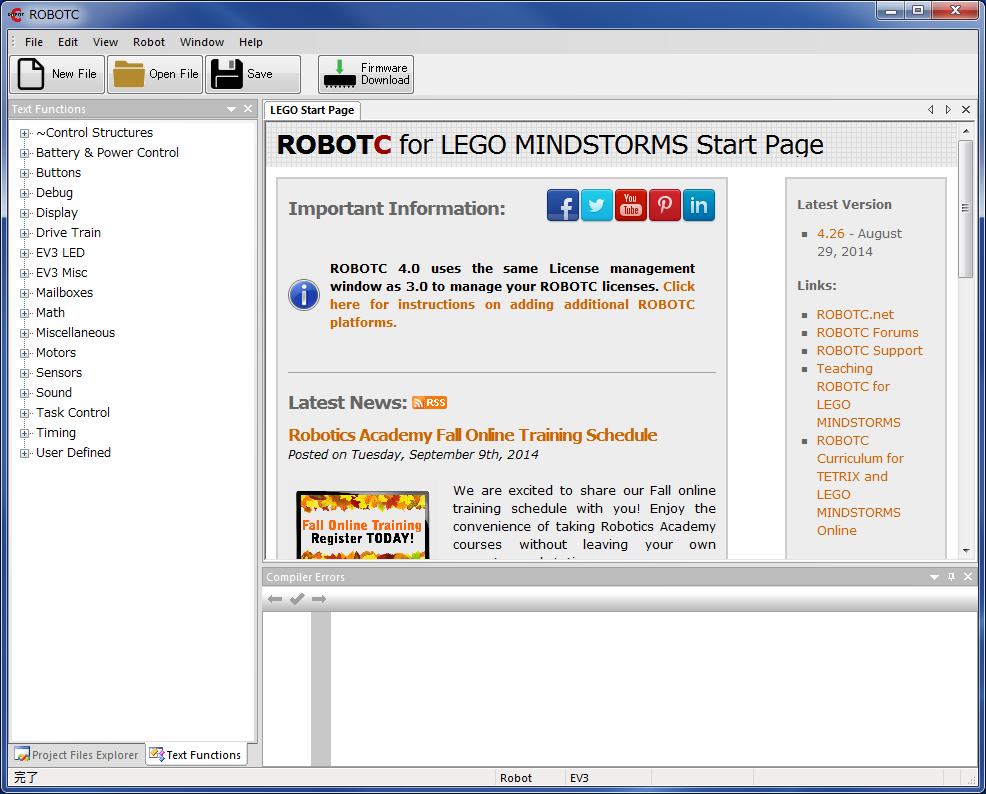 ROBOTC
File Edit View Robot Window Help
New File Open File Save Firmware Download
Text Functions
~Control Structures
Battery & Power Control
Buttons
Debug
Display
Drive Train
EV3 LED
EV3 Misc
Mailboxes
Math
Miscellaneous
Motors
Sensors
Sound
Task Control
Timing
User Defined
Project Files Explorer Text Functions
LEGO Start Page
ROBOTC for LEGO MINDSTORMS Start Page
Important Information:
You
Tube
in
ROBOTC 4.0 uses the same License management
window as 3.0 to manage your ROBOTC licenses. Click
here for instructions on adding additional ROBOTC
platforms.
Latest News: RSS
Robotics Academy Fall Online Training Schedule
Posted on Tuesday, September 9th, 2014
Fall Online Training
Register TODAY!
We are excited to share our Fall online
training schedule with you! Enjoy the
convenience of taking Robotics Academy
courses without leaving your own
Latest Version
4.26 - August
29, 2014
Links:
ROBOTC.net
ROBOTC Forums
ROBOTC Support
Teaching
ROBOTC for
LEGO
MINDSTORMS
ROBOTC
Curriculum for
TETRIX and
LEGO
MINDSTORMS
Online
Compiler Errors
完了 Robot EV3